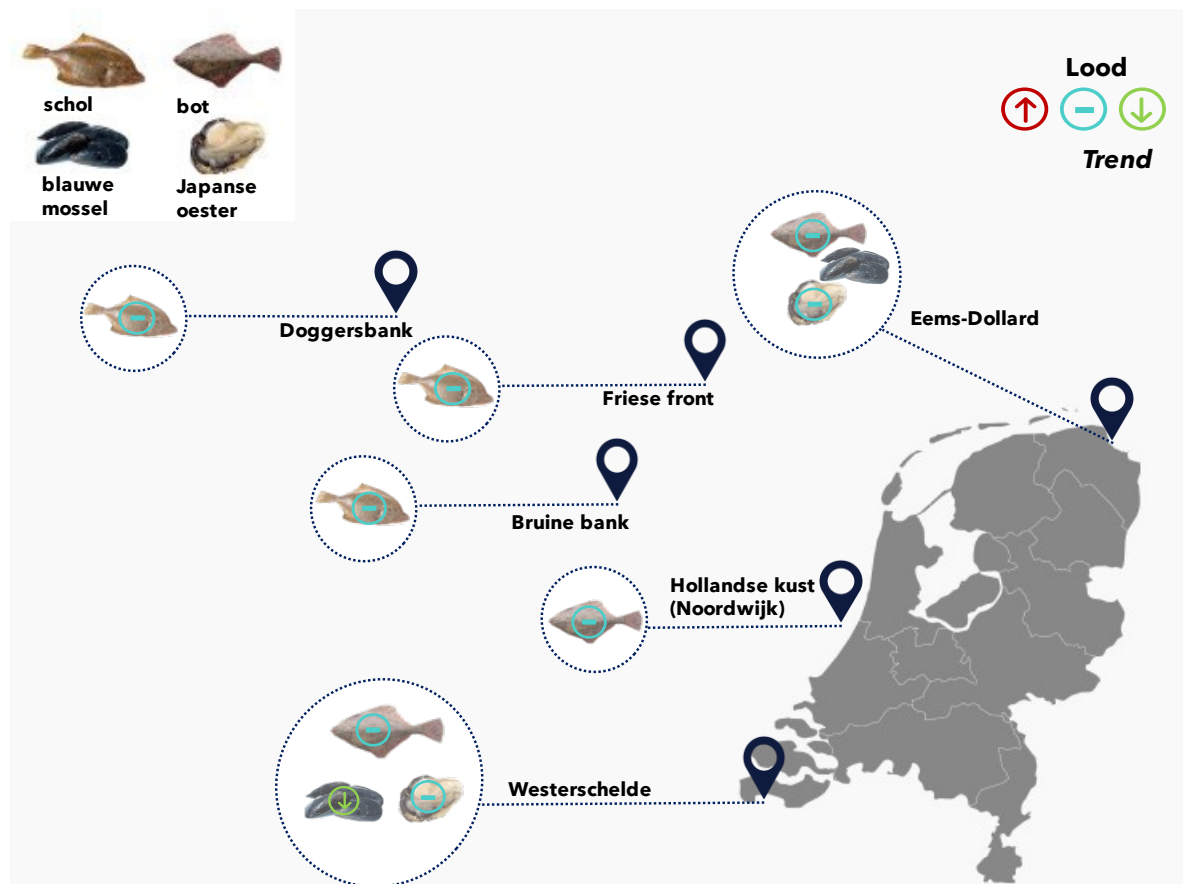 schol
bot
blauwe
mossel
Japanse
oester
Lood
Trend
Doggersbank
Eems-Dollard
Friese front
Bruine bank
Hollandse kust
(Noordwijk)
Westerschelde